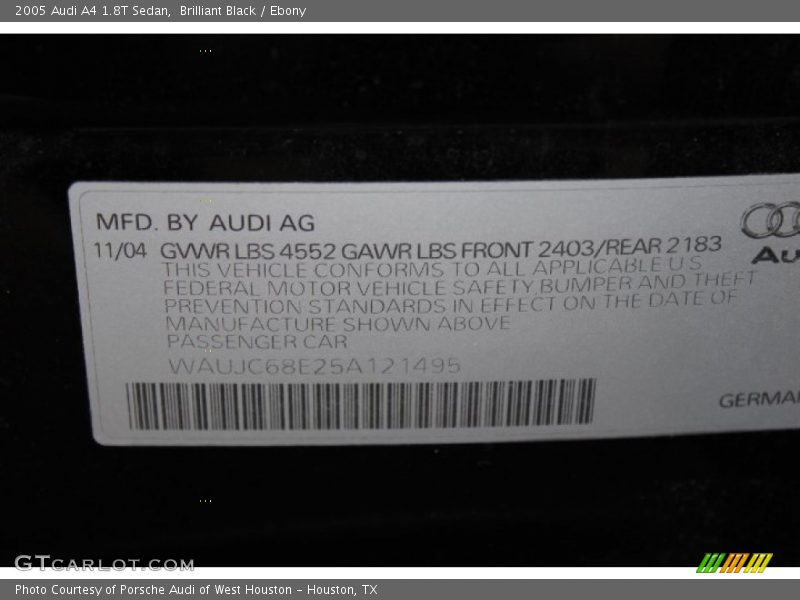 2005 Audi A4 1.8T Sedan,  Brilliant Black / Ebony
MFD. BY AUDI AG
11/04 GVWR LBS 4552 GAWR LBS FRONT 2403/REAR 2183
THIS VEHICLE CONFORMS TO ALL APPLICABLE U S
FEDERAL MOTOR VEHICLE SAFETY, BUMPER AND THEFT
PREVENTION STANDARDS IN EFFECT ON THE DATE OF
MANUFACTURE SHOWN ABOVE
PASSENGER CAR
WAUJC68E25A121495
GTCARLOT.COM
Photo Courtesy of Porsche Audi of West Houston – Houston, TX